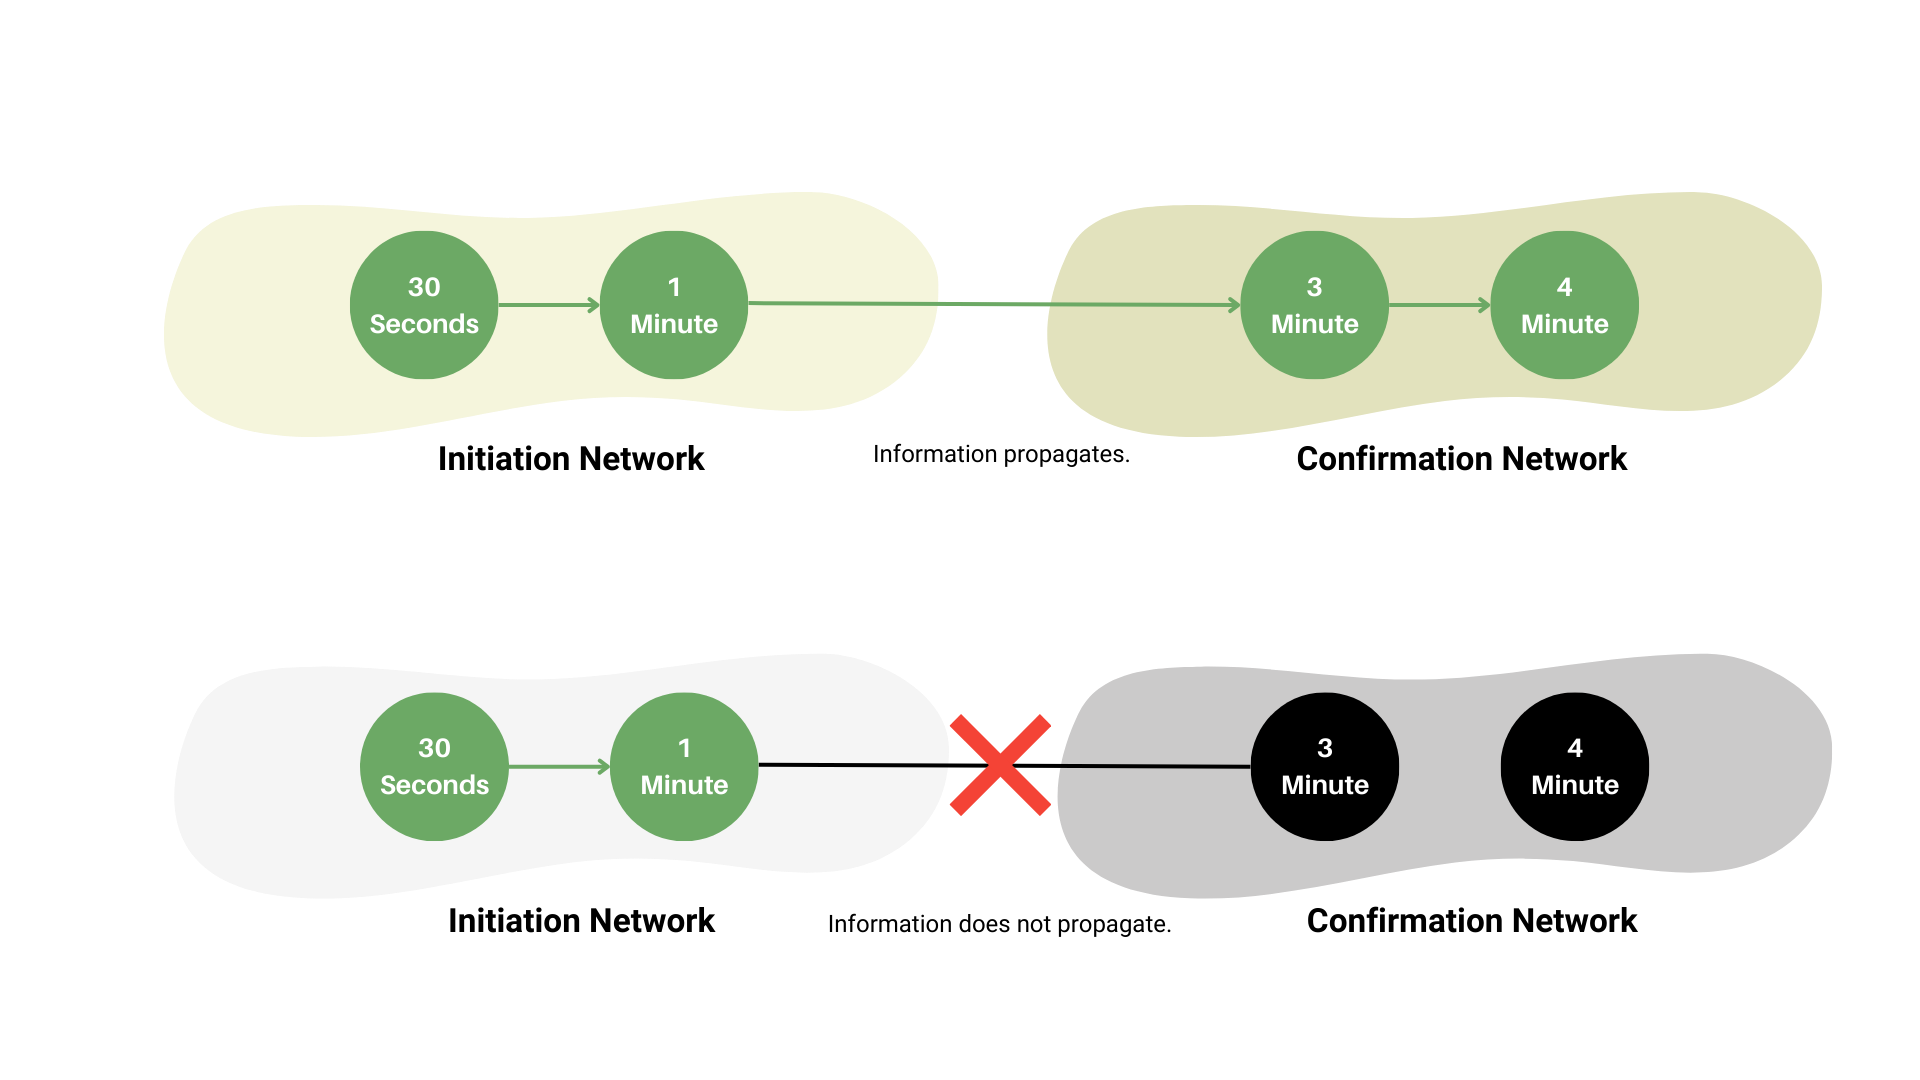 30
Seconds
1
Minute
3
Minute
4
Minute
Initiation Network
Information propagates.
Confirmation Network
30
Seconds
1
Minute
3
Minute
4
Minute
Initiation Network
Information does not propagate.
Confirmation Network